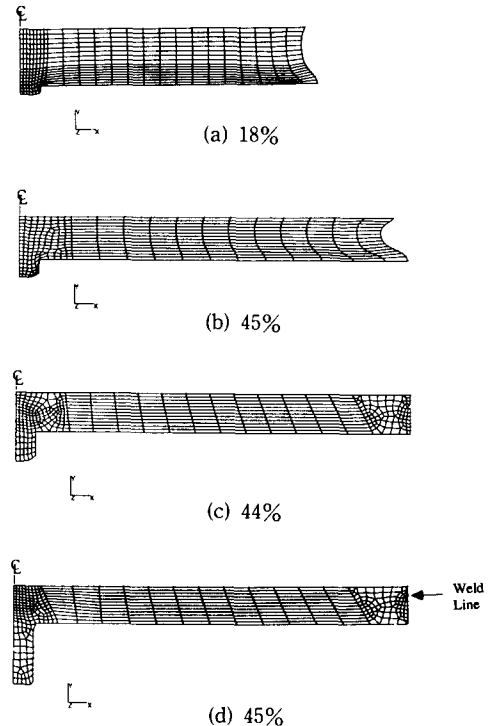 ℄
Y
Z X
(a) 18%
℄
Y
Z X
(b) 45%
℄
Y
Z X
(c) 44%
℄
Weld
Line
Y
Z X
(d) 45%